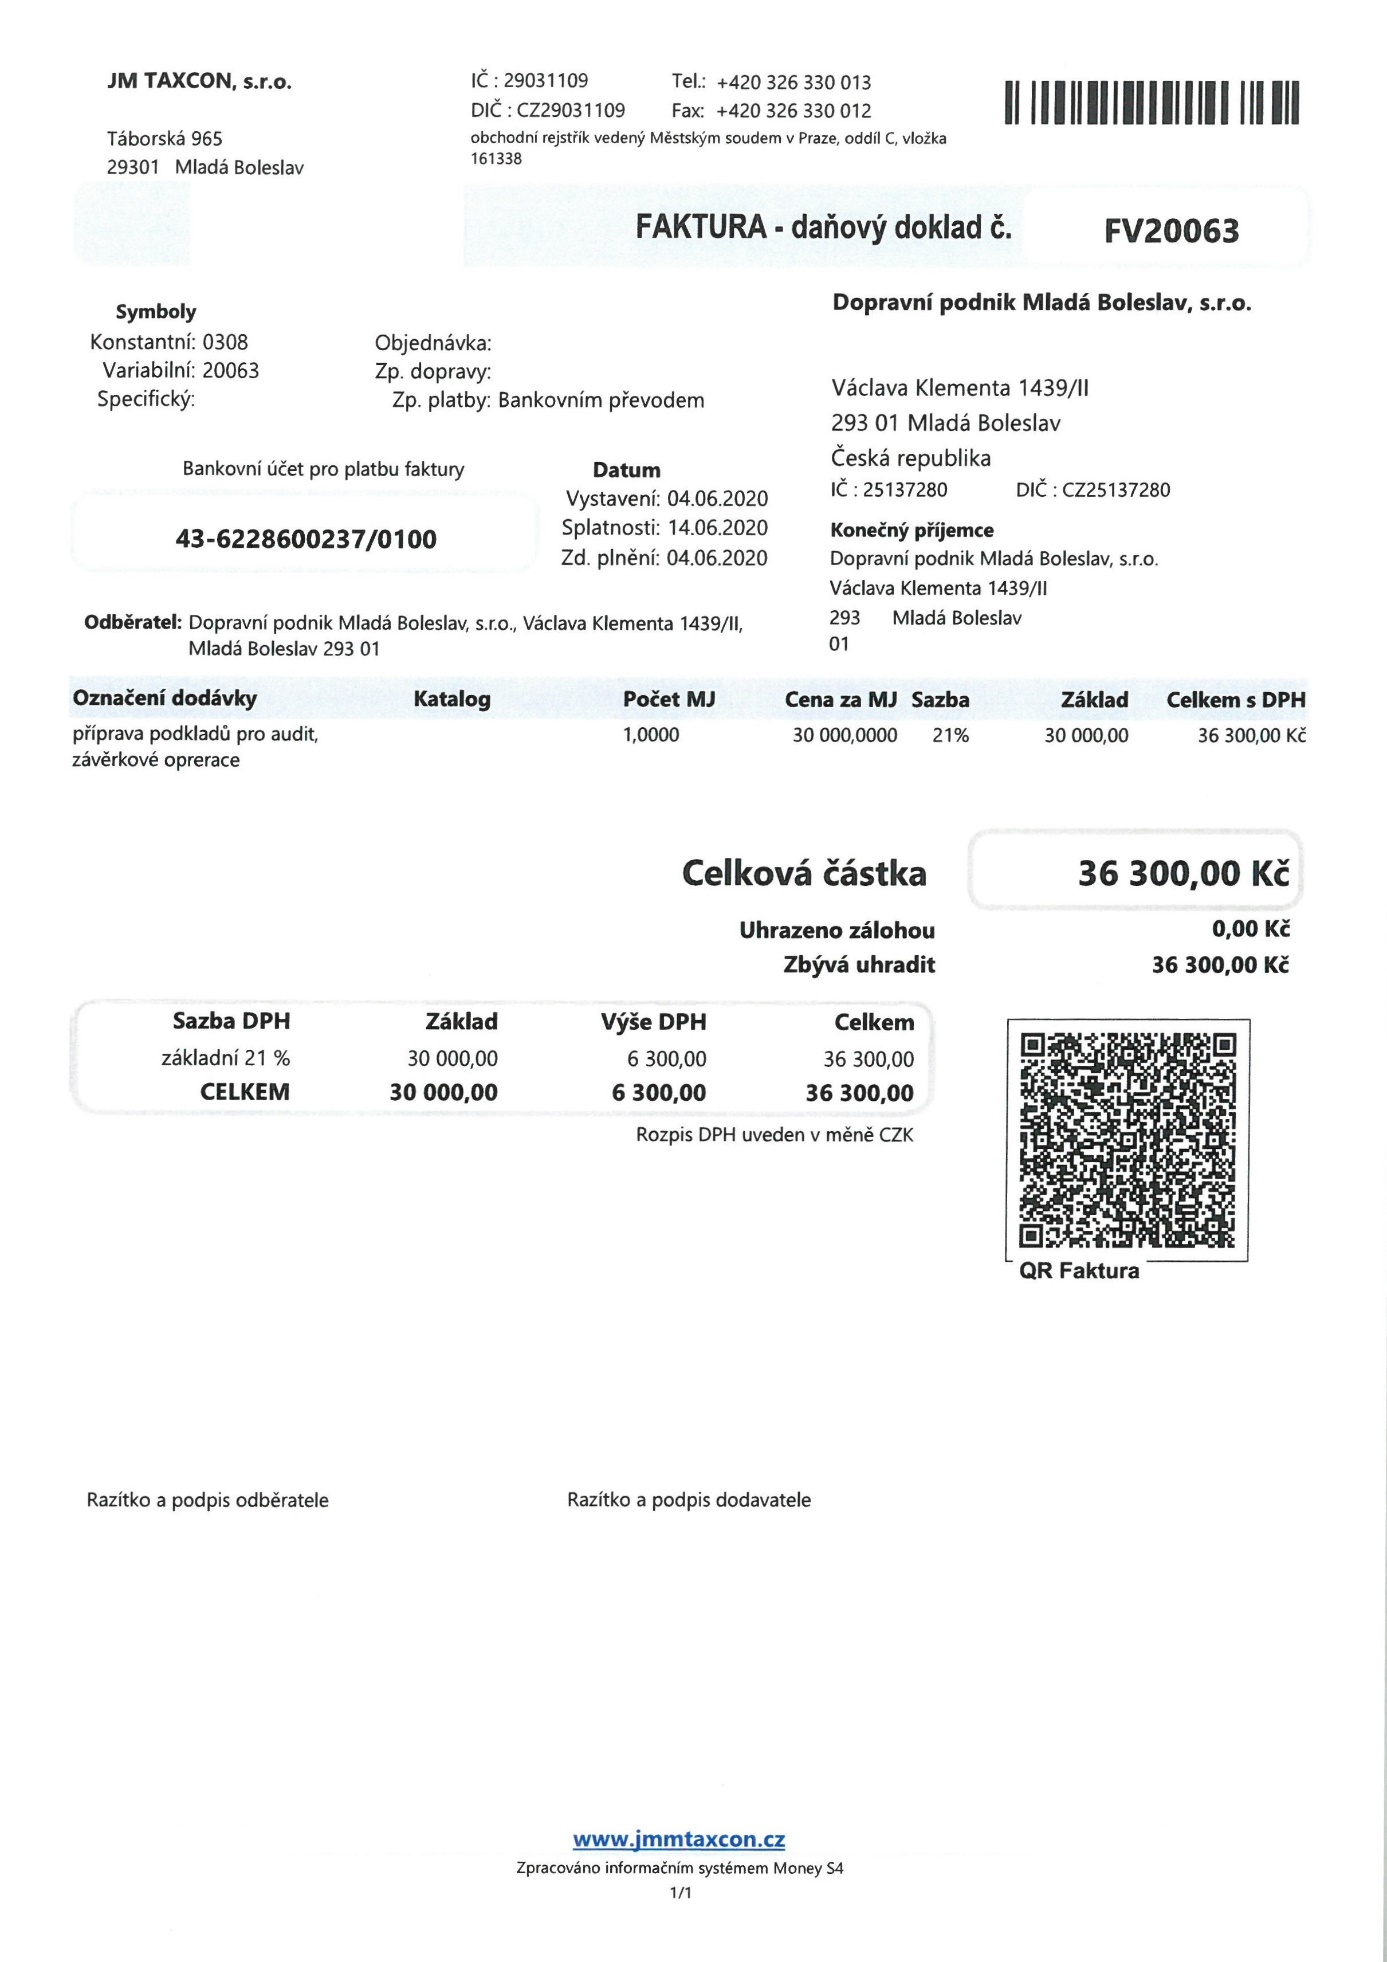 JM TAXCON, s.r.o.
Táborská 965
29301 Mladá Boleslav
IČ : 29031109 Tel.: +420 326 330 013
DIČ : CZ29031109 Fax: +420 326 330 012
obchodní rejstřík vedený Městským soudem v Praze, oddíl C, vložka
161338
FAKTURA - daňový doklad č. FV20063
Symboly
Konstantní: 0308
Variabilní: 20063
Specifický:
Objednávka:
Zp. dopravy:
Zp. platby: Bankovním převodem
Dopravní podnik Mladá Boleslav, s.r.o.
Václava Klementa 1439/II
293 01 Mladá Boleslav
Česká republika
IČ : 25137280 DIČ : CZ25137280
Bankovní účet pro platbu faktury
43-6228600237/0100
Datum
Vystavení: 04.06.2020
Splatnosti: 14.06.2020
Zd. plnění: 04.06.2020
Konečný příjemce
Dopravní podnik Mladá Boleslav, s.r.o.
Václava Klementa 1439/II
293 Mladá Boleslav
01
Odběratel: Dopravní podnik Mladá Boleslav, s.r.o., Václava Klementa 1439/II,
Mladá Boleslav 293 01
Označení dodávky Katalog Počet MJ Cena za MJ Sazba Základ Celkem s DPH
příprava podkladů pro audit, 1,0000 30 000,0000 21% 30 000,00 36 300,00 Kč
závěrkové oprerace
Celková částka 36 300,00 Kč
Uhrazeno zálohou 0,00 Kč
Zbývá uhradit 36 300,00 Kč
Sazba DPH Základ Výše DPH Celkem
základní 21 % 30 000,00 6 300,00 36 300,00
CELKEM 30 000,00 6 300,00 36 300,00
Rozpis DPH uveden v měně CZK
QR Faktura
Razítko a podpis odběratele Razítko a podpis dodavatele
www.jmmtaxcon.cz
Zpracováno informačním systémem Money S4
1/1